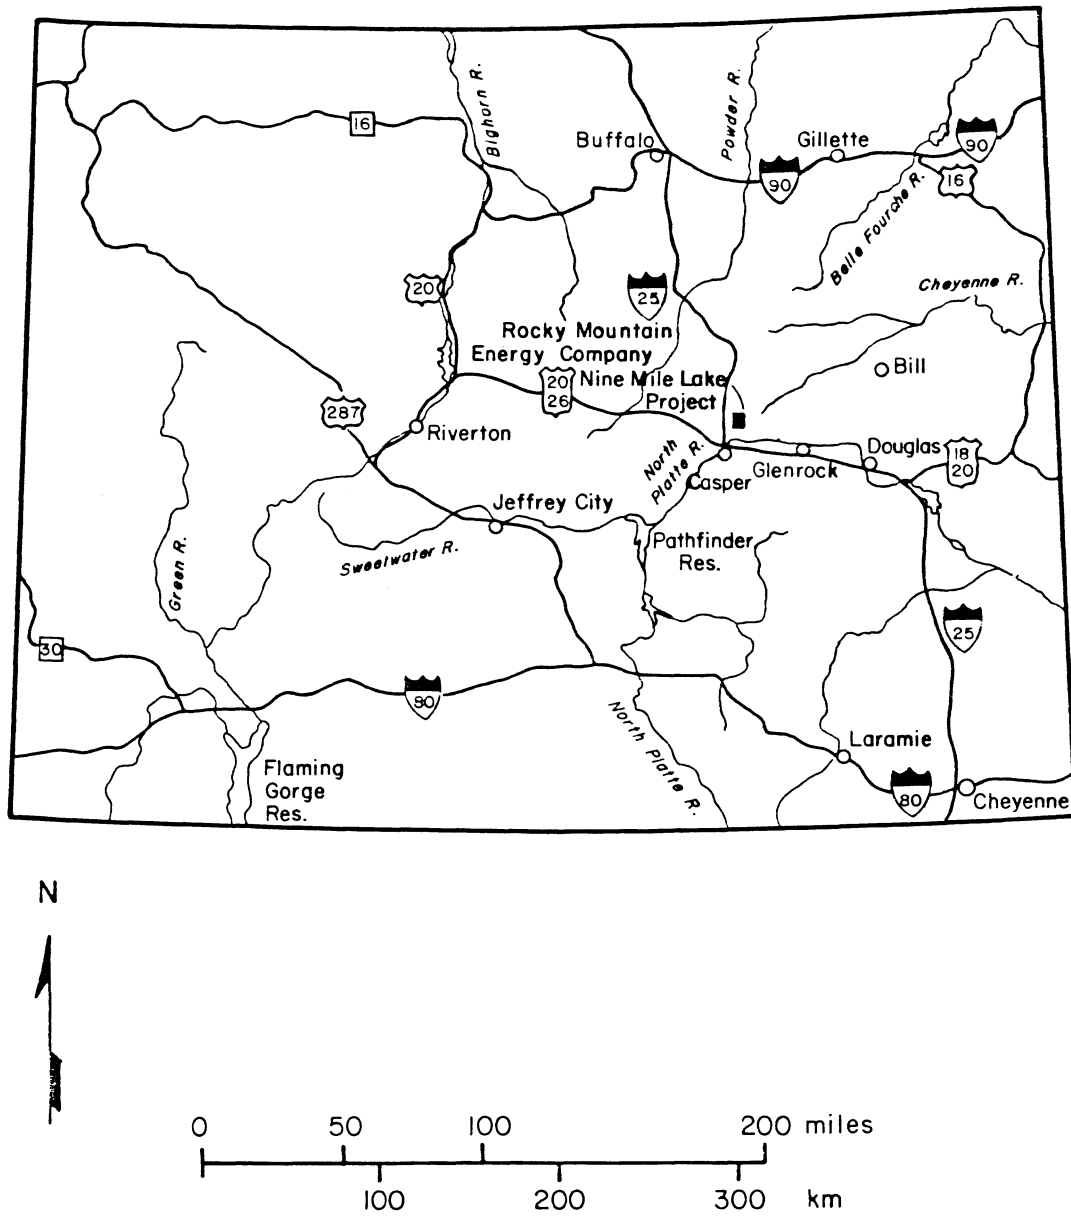 Bighorn R.
Powder R.
16
Buffalo
Gillette
90
90
16
Belle Fourche R.
Cheyenne R.
20
25
Rocky Mountain
Energy Company
Nine Mile Lake
Project
20
26
Bill
287
Riverton
North
Platte R.
Casper
Glenrock
Douglas
18
20
Jeffrey City
Sweetwater R.
Pathfinder
Res.
Green R.
25
30
80
North Platte R.
Laramie
Flaming
Gorge
Res.
80
Cheyenne
N
0 50 100 200 miles
100 200 300 km